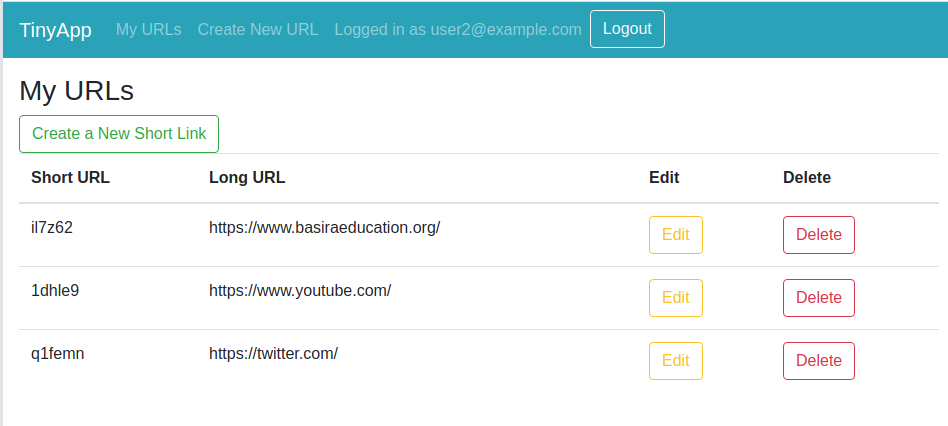 TinyApp My URLs Create New URL Logged in as user2@example.com Logout
My URLs
Create a New Short Link
Short URL Long URL Edit Delete
il7z62 https://www.basiraeducation.org/ Edit Delete
1dhle9 https://www.youtube.com/ Edit Delete
q1femn https://twitter.com/ Edit Delete